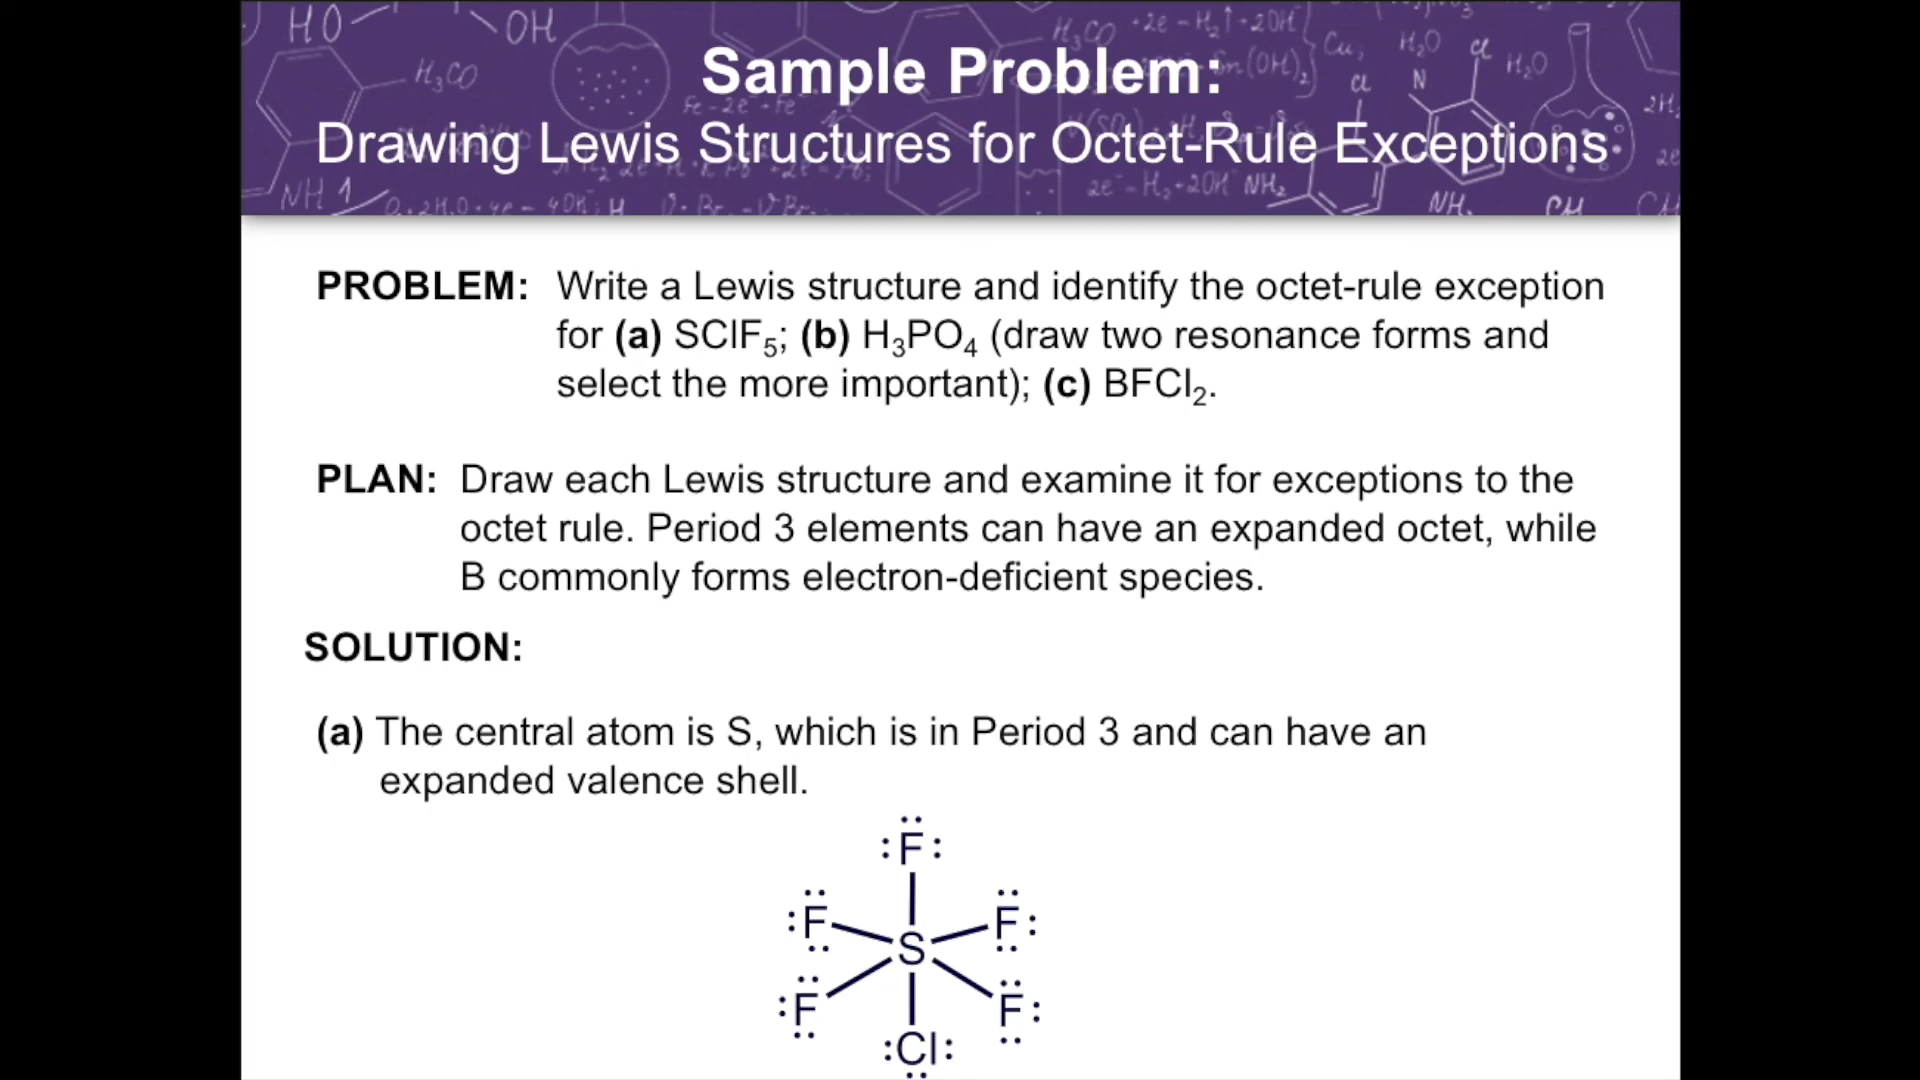 Sample Problem:
Drawing Lewis Structures for Octet-Rule Exceptions
PROBLEM: Write a Lewis structure and identify the octet-rule exception
for (a) SClF₅; (b) H₃PO₄ (draw two resonance forms and
select the more important); (c) BFCl₂.
PLAN: Draw each Lewis structure and examine it for exceptions to the
octet rule. Period 3 elements can have an expanded octet, while
B commonly forms electron-deficient species.
SOLUTION:
(a) The central atom is S, which is in Period 3 and can have an
expanded valence shell.
F
F F
S
F F
Cl